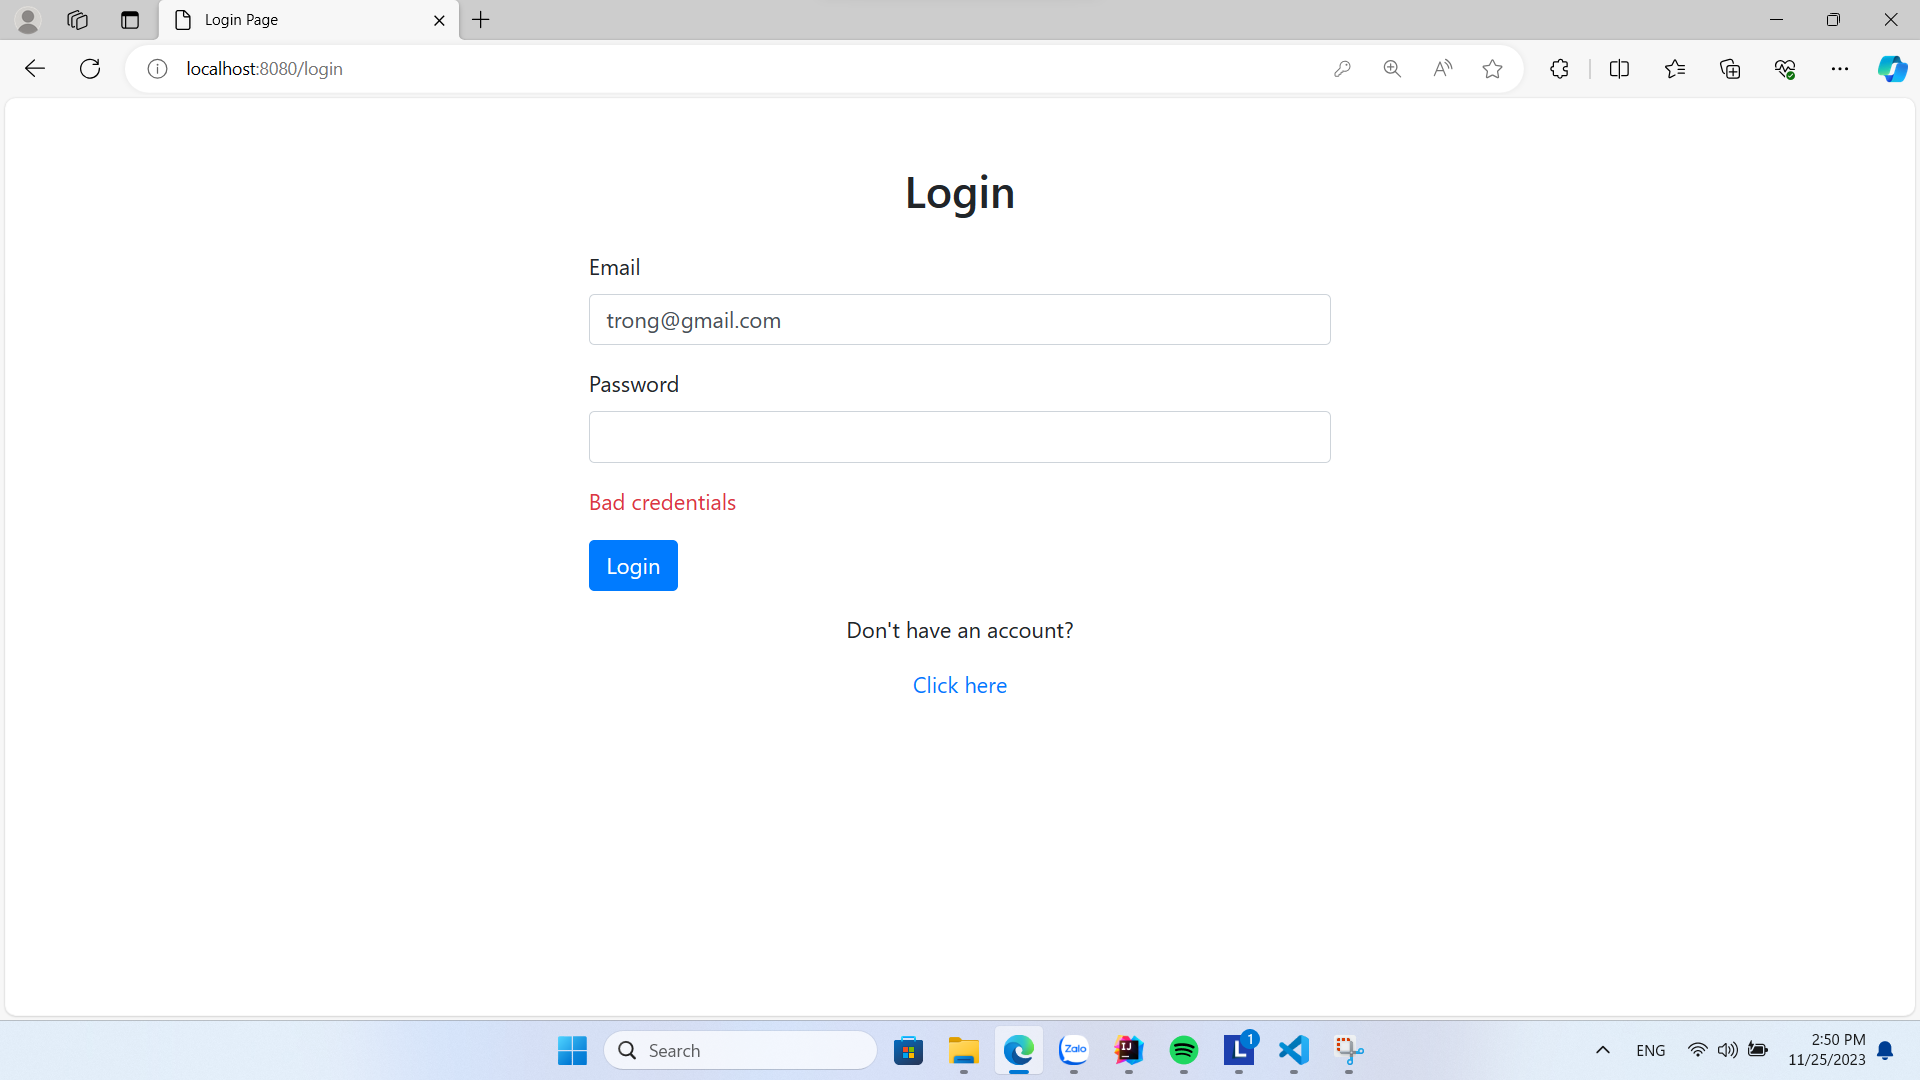 Login Page
localhost:8080/login
Login
Email
trong@gmail.com
Password
Bad credentials
Login
Don't have an account?
Click here
Search
Zalo
IJ
L
1
ENG
2:50 PM
11/25/2023